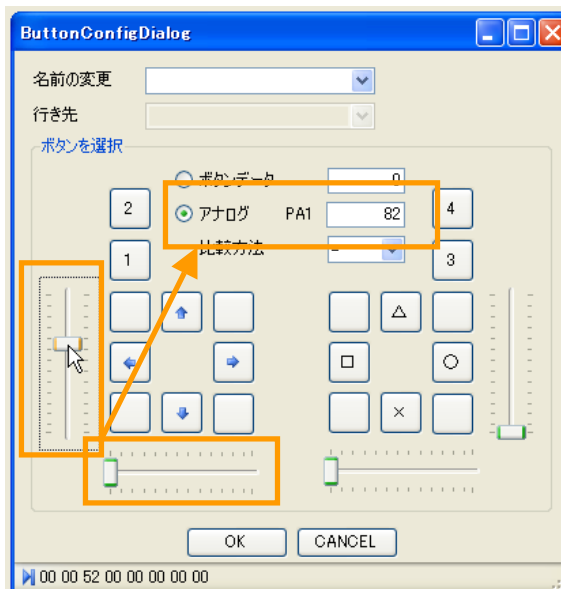 ButtonConfigDialog
名前の変更
行き先
ボタンを選択
ボタンデータ 0
2 アナログ PA1 82 4
1 比較方法 = 3
OK CANCEL
00 00 52 00 00 00 00 00